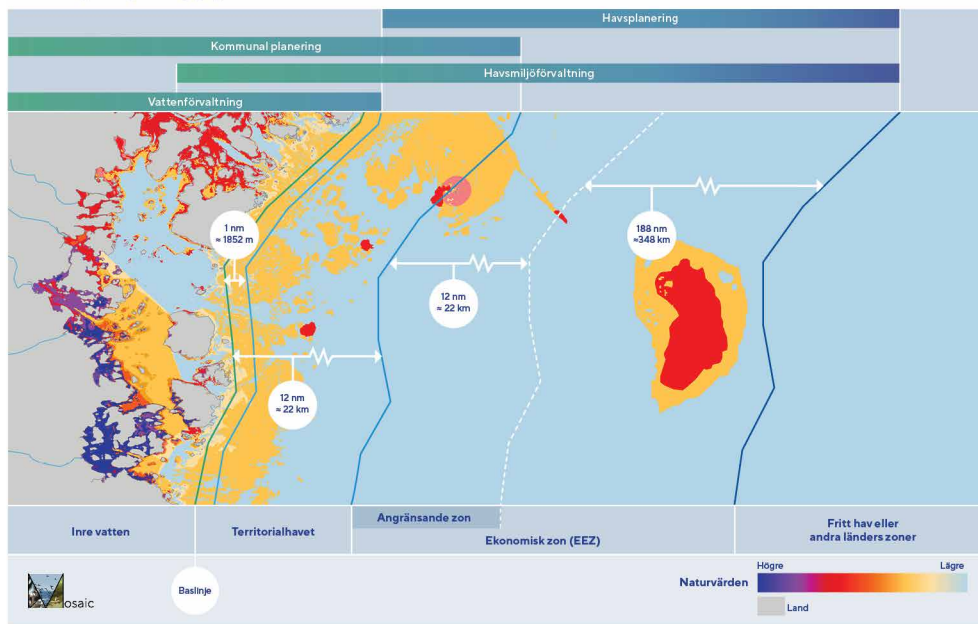 Havsplanering
Kommunal planering
Havsmiljöförvaltning
Vattenförvaltning
1 nm
≈ 1852 m
188 nm
≈348 km
12 nm
≈ 22 km
12 nm
≈ 22 km
Inre vatten
Territorialhavet
Angränsande zon
Ekonomisk zon (EEZ)
Fritt hav eller
andra länders zoner
Baslinje
Mosaic
Högre
Lägre
Naturvärden
Land